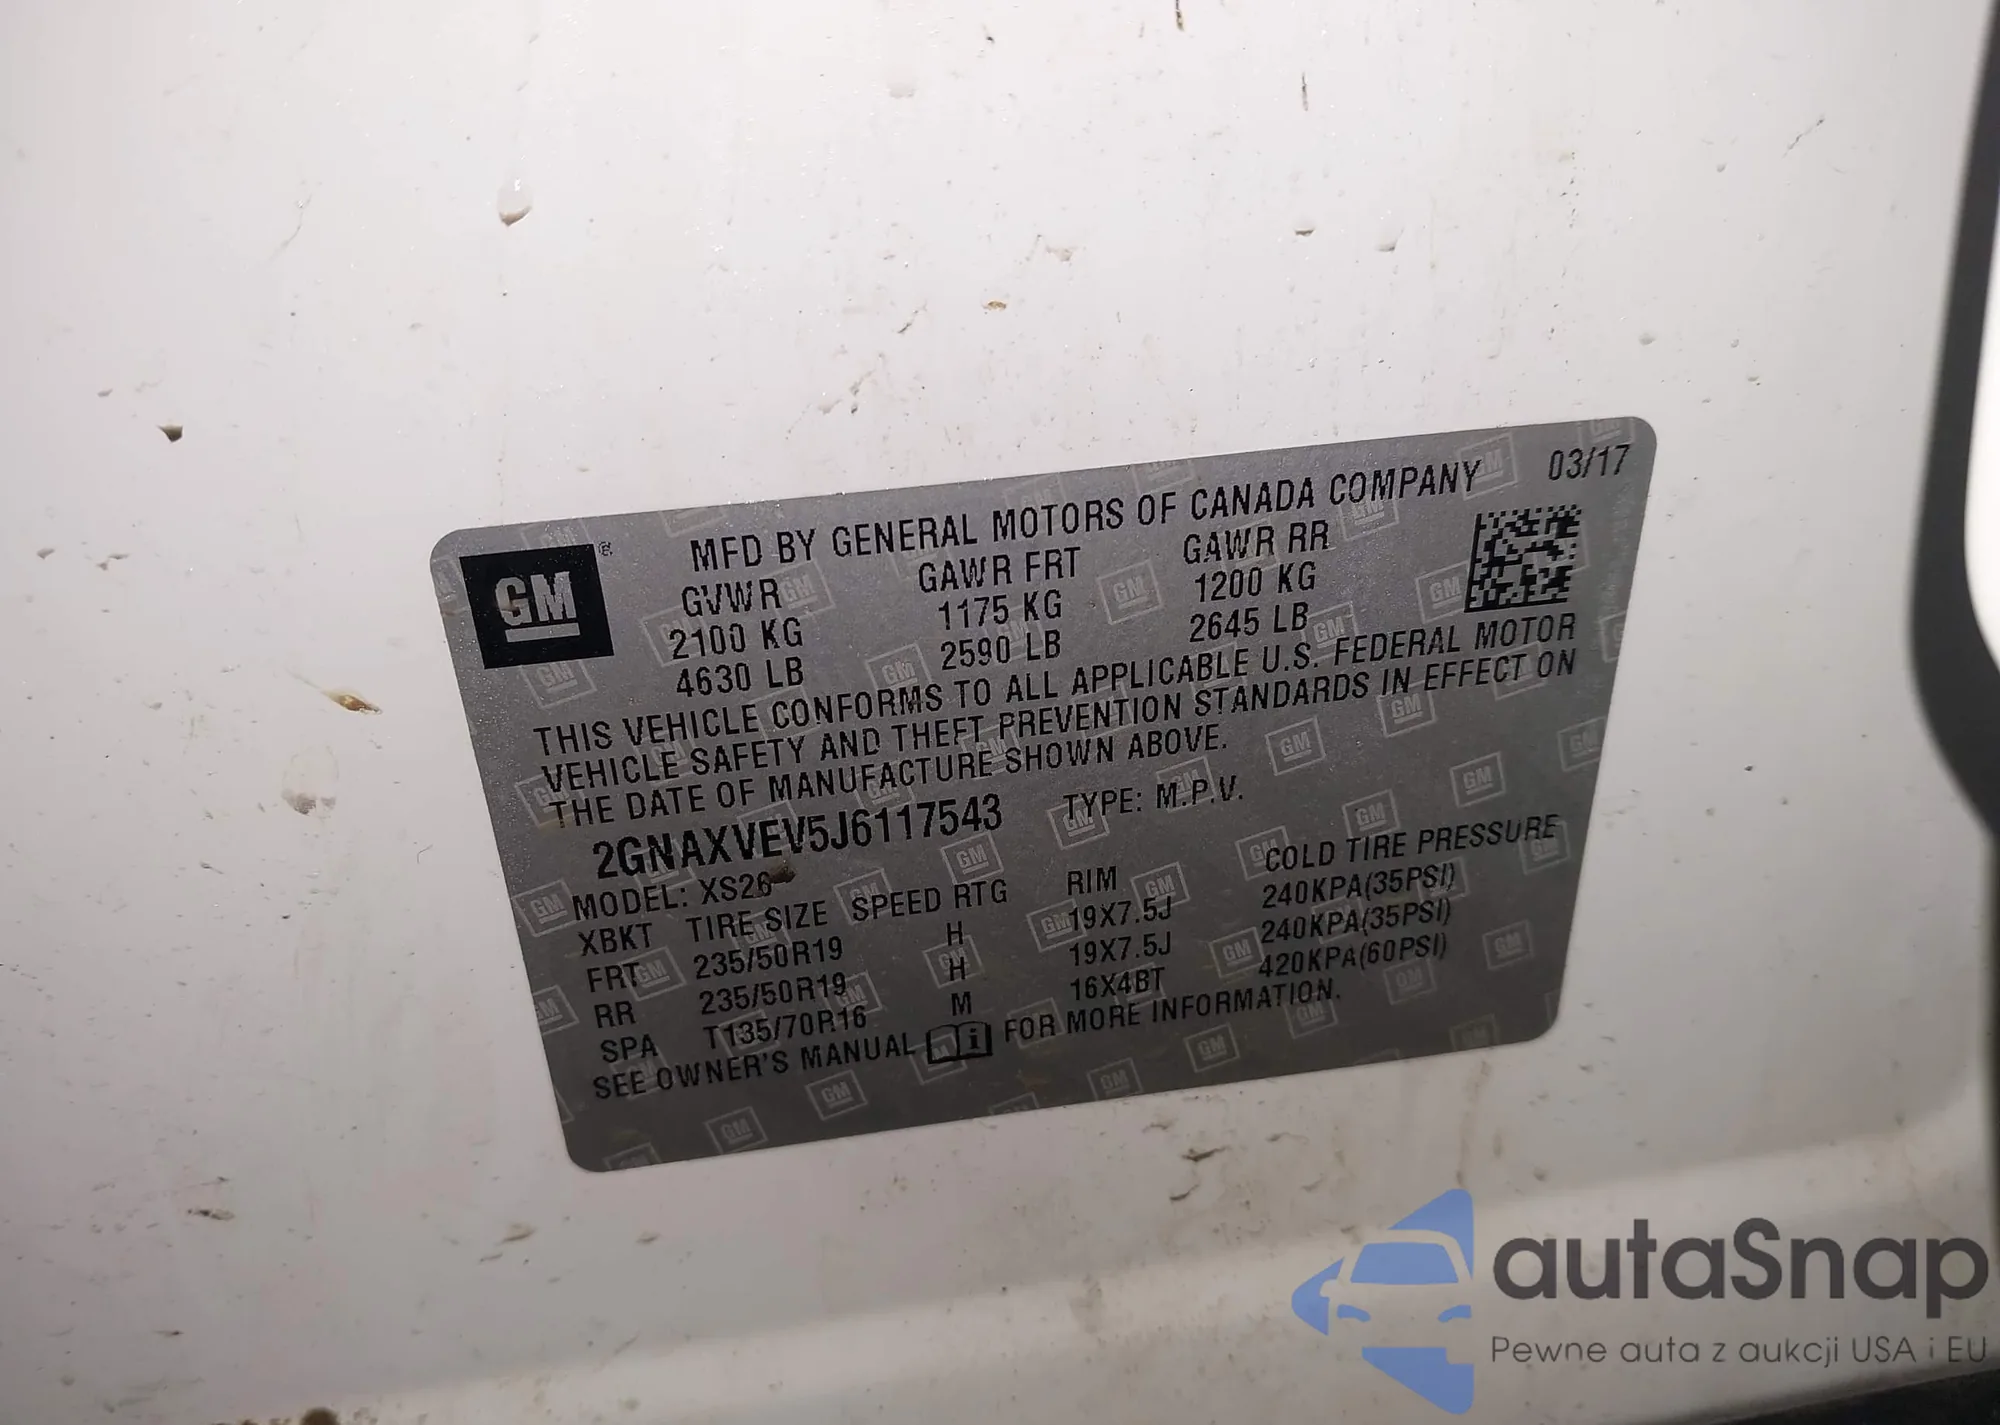 MFD BY GENERAL MOTORS OF CANADA COMPANY 03/17
GM
GVWR GAWR FRT GAWR RR
2100 KG 1175 KG 1200 KG
4630 LB 2590 LB 2645 LB
THIS VEHICLE CONFORMS TO ALL APPLICABLE U.S. FEDERAL MOTOR
VEHICLE SAFETY AND THEFT PREVENTION STANDARDS IN EFFECT ON
THE DATE OF MANUFACTURE SHOWN ABOVE.
2GNAXVEV5J6117543 TYPE: M.P.V.
MODEL: XS26
XBKT TIRE SIZE SPEED RTG RIM COLD TIRE PRESSURE
FRT 235/50R19 H 19X7.5J 240KPA(35PSI)
RR 235/50R19 H 19X7.5J 240KPA(35PSI)
SPA T135/70R16 M 16X4BT 420KPA(60PSI)
SEE OWNER'S MANUAL i FOR MORE INFORMATION.
autaSnap
Pewne auta z aukcji USA i EU